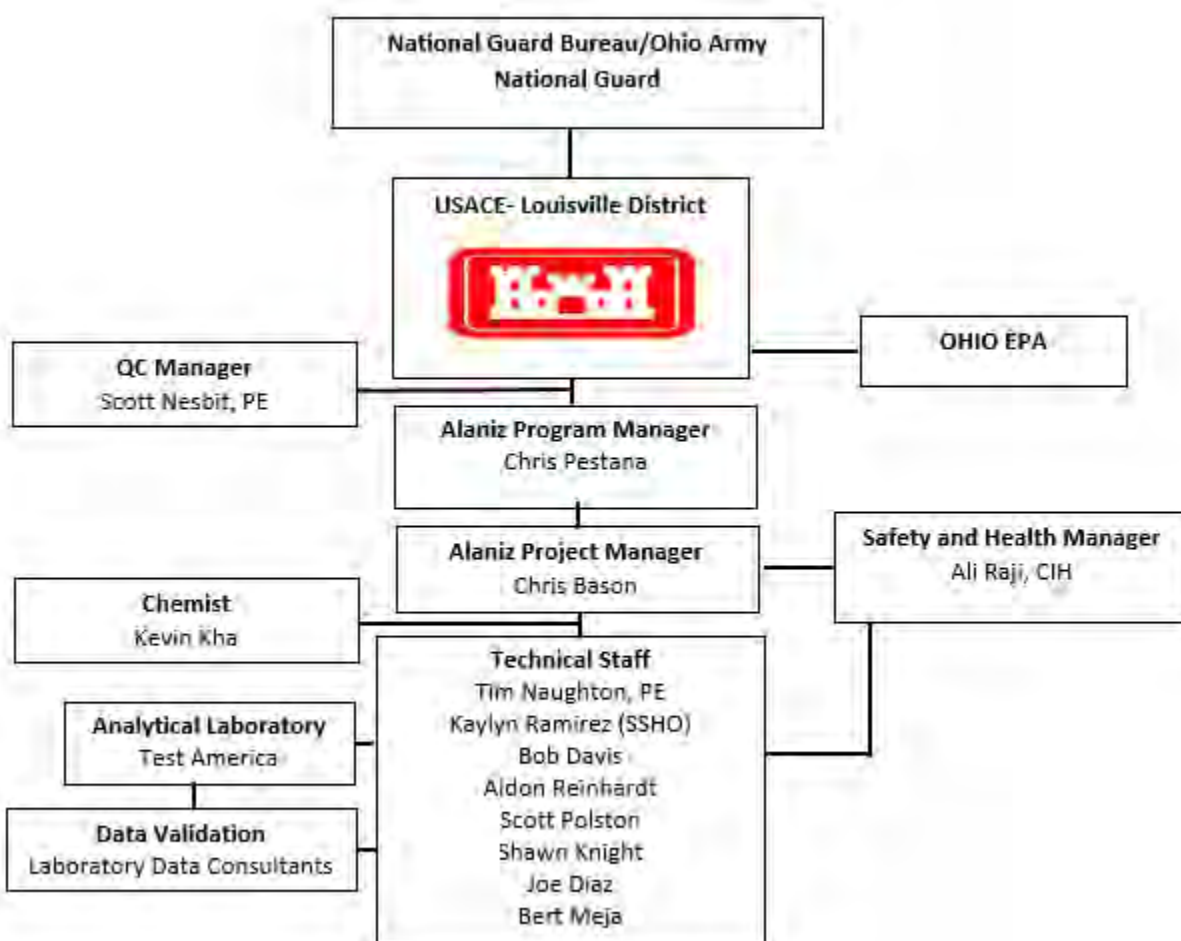 National Guard Bureau/Ohio Army
National Guard
USACE- Louisville District
OHIO EPA
QC Manager
Scott Nesbit, PE
Alaniz Program Manager
Chris Pestana
Alaniz Project Manager
Chris Bason
Safety and Health Manager
Ali Raji, CIH
Chemist
Kevin Kha
Technical Staff
Tim Naughton, PE
Kaylyn Ramirez (SSHO)
Bob Davis
Aldon Reinhardt
Scott Polston
Shawn Knight
Joe Diaz
Bert Meja
Analytical Laboratory
Test America
Data Validation
Laboratory Data Consultants